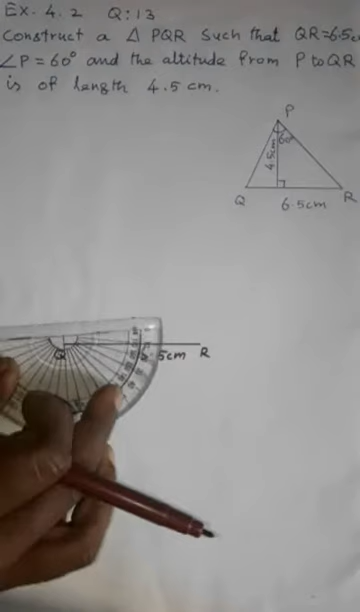 Ex. 4.2 Q:13
Construct a Δ PQR such that QR=6.5c
∠P = 60° and the altitude from P to QR
is of length 4.5 cm.
P
60°
4.5cm
Q R
6.5cm
Q 5cm R